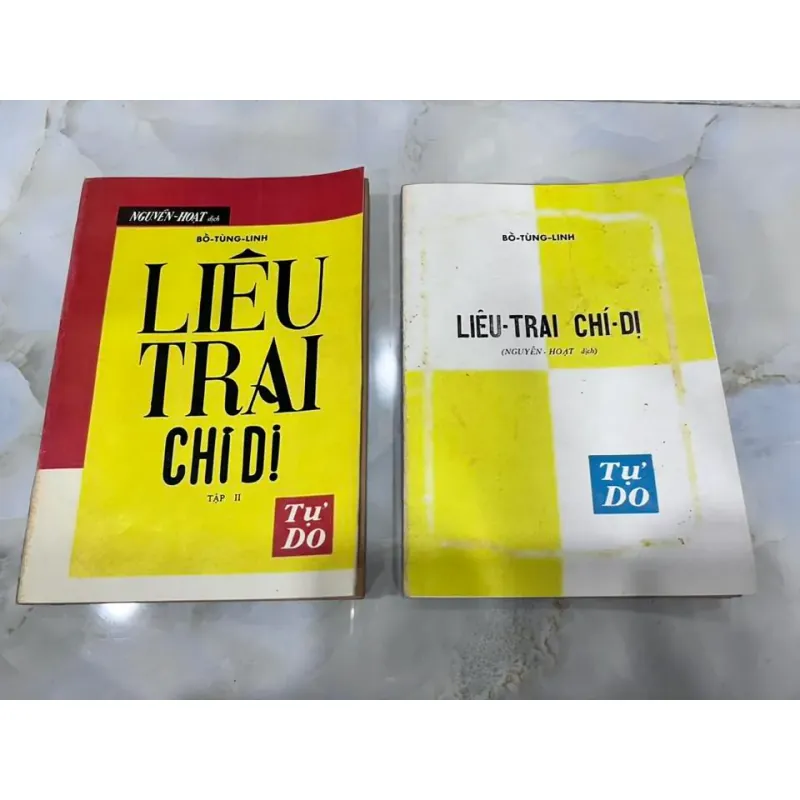 NGUYỄN-HOẠT dịch
BỒ-TÙNG-LINH
LIÊU
TRAI
CHÍ DỊ
TẬP II
TỰ
DO
BỒ-TÙNG-LINH
LIÊU-TRAI CHÍ-DỊ
(NGUYỄN-HOẠT dịch)
TỰ
DO